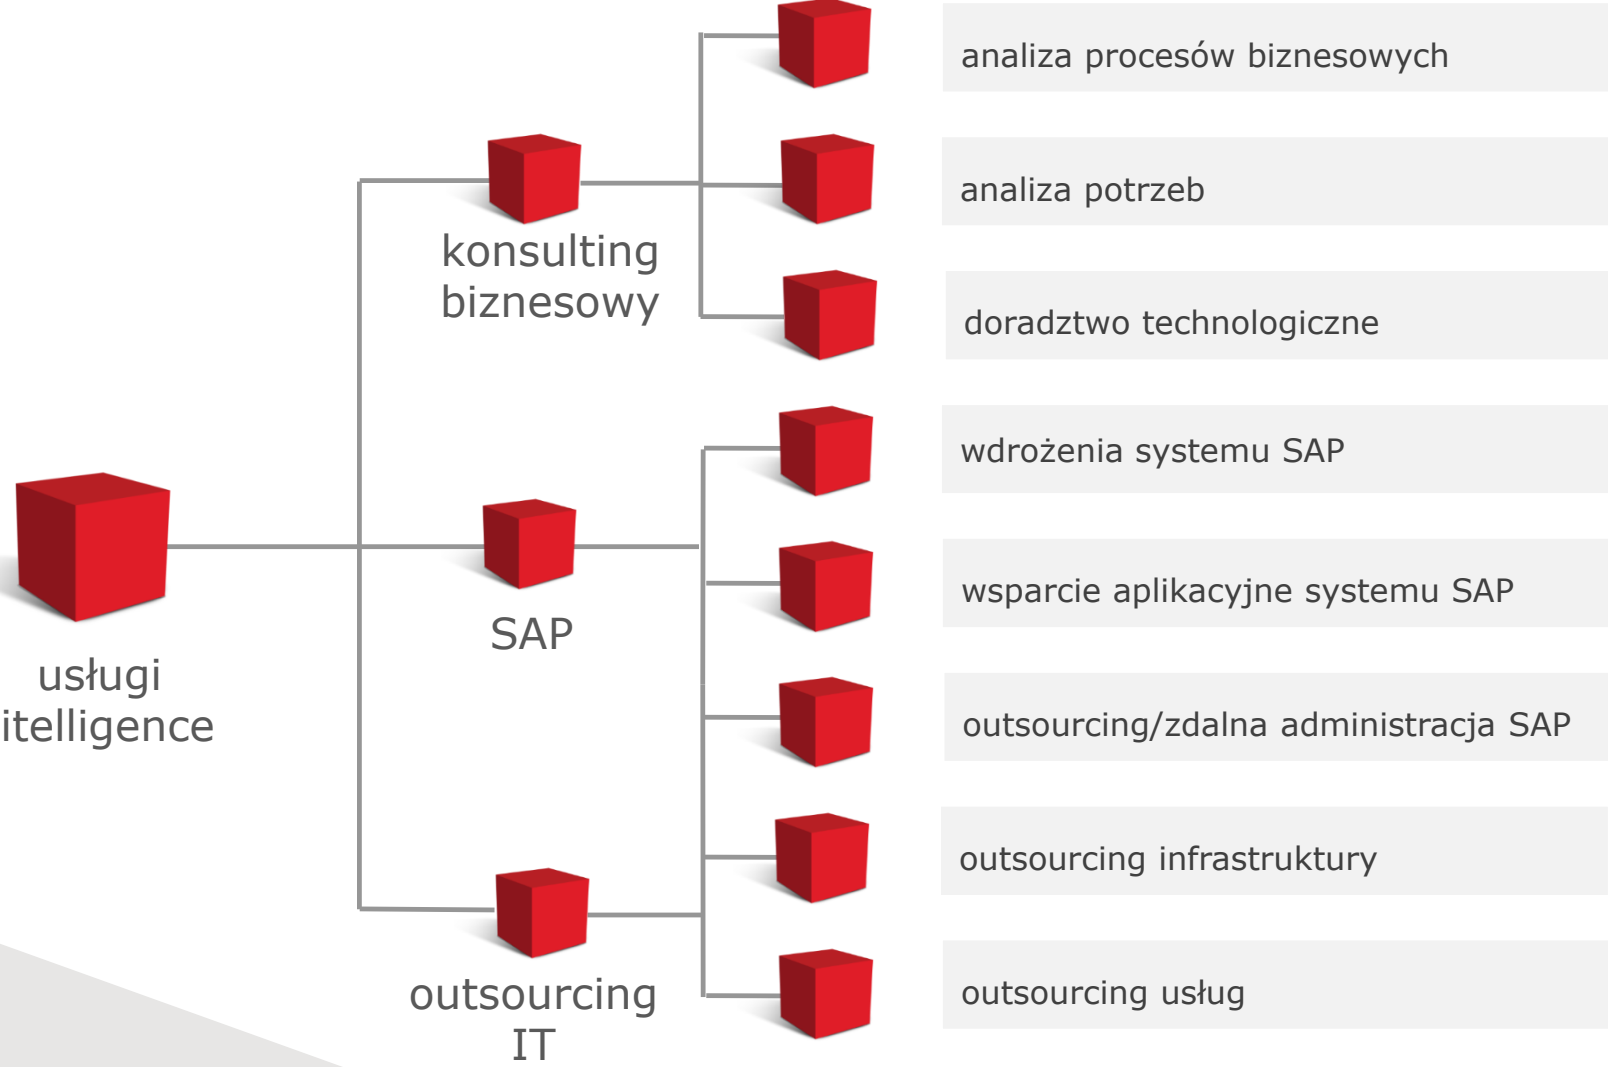 analiza procesów biznesowych
analiza potrzeb
konsulting
biznesowy
doradztwo technologiczne
wdrożenia systemu SAP
wsparcie aplikacyjne systemu SAP
SAP
usługi
itelligence
outsourcing/zdalna administracja SAP
outsourcing infrastruktury
outsourcing usług
outsourcing
IT